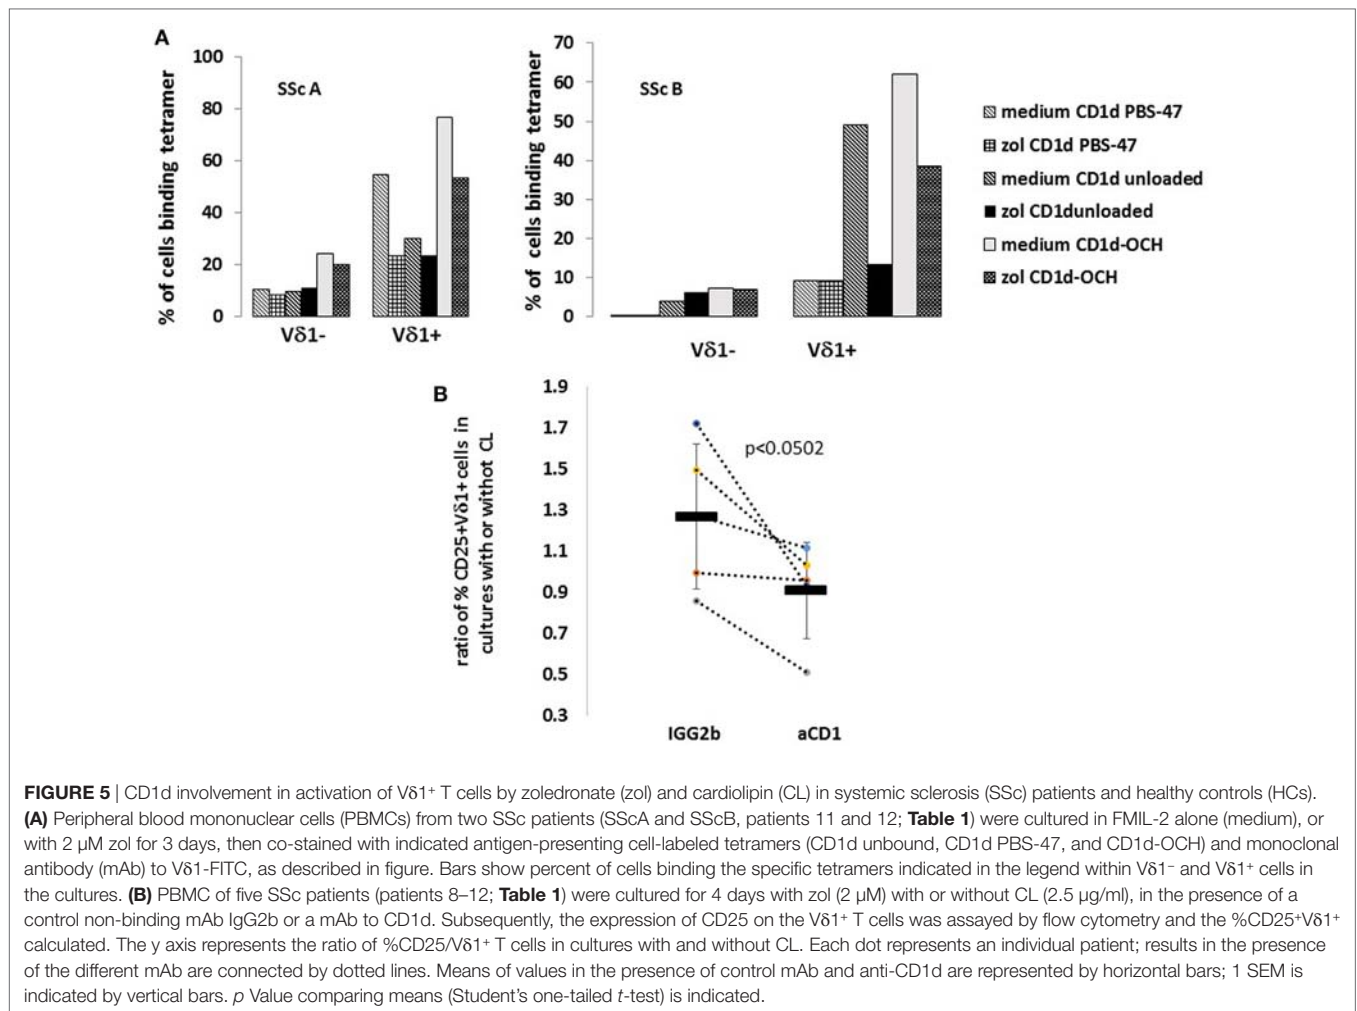 A
100
80
60
40
20
0
% of cells binding tetramer
SSc A
Vδ1-
Vδ1+
70
60
50
40
30
20
10
0
% of cells binding tetramer
SSc B
Vδ1-
Vδ1+
medium CD1d PBS-47
zol CD1d PBS-47
medium CD1d unloaded
zol CD1dunloaded
medium CD1d-OCH
zol CD1d-OCH
B
ratio of % CD25+Vδ1+ cells in
cultures with or withot CL
1.9
1.7
1.5
1.3
1.1
0.9
0.7
0.5
0.3
p<0.0502
IGG2b
aCD1
FIGURE 5 | CD1d involvement in activation of Vδ1⁺ T cells by zoledronate (zol) and cardiolipin (CL) in systemic sclerosis (SSc) patients and healthy controls (HCs).
(A) Peripheral blood mononuclear cells (PBMCs) from two SSc patients (SScA and SScB, patients 11 and 12; Table 1) were cultured in FMIL-2 alone (medium), or
with 2 μM zol for 3 days, then co-stained with indicated antigen-presenting cell-labeled tetramers (CD1d unbound, CD1d PBS-47, and CD1d-OCH) and monoclonal
antibody (mAb) to Vδ1-FITC, as described in figure. Bars show percent of cells binding the specific tetramers indicated in the legend within Vδ1⁻ and Vδ1⁺ cells in
the cultures. (B) PBMC of five SSc patients (patients 8–12; Table 1) were cultured for 4 days with zol (2 μM) with or without CL (2.5 μg/ml), in the presence of a
control non-binding mAb IgG2b or a mAb to CD1d. Subsequently, the expression of CD25 on the Vδ1⁺ T cells was assayed by flow cytometry and the %CD25⁺Vδ1⁺
calculated. The y axis represents the ratio of %CD25/Vδ1⁺ T cells in cultures with and without CL. Each dot represents an individual patient; results in the presence
of the different mAb are connected by dotted lines. Means of values in the presence of control mAb and anti-CD1d are represented by horizontal bars; 1 SEM is
indicated by vertical bars. p Value comparing means (Student's one-tailed t-test) is indicated.